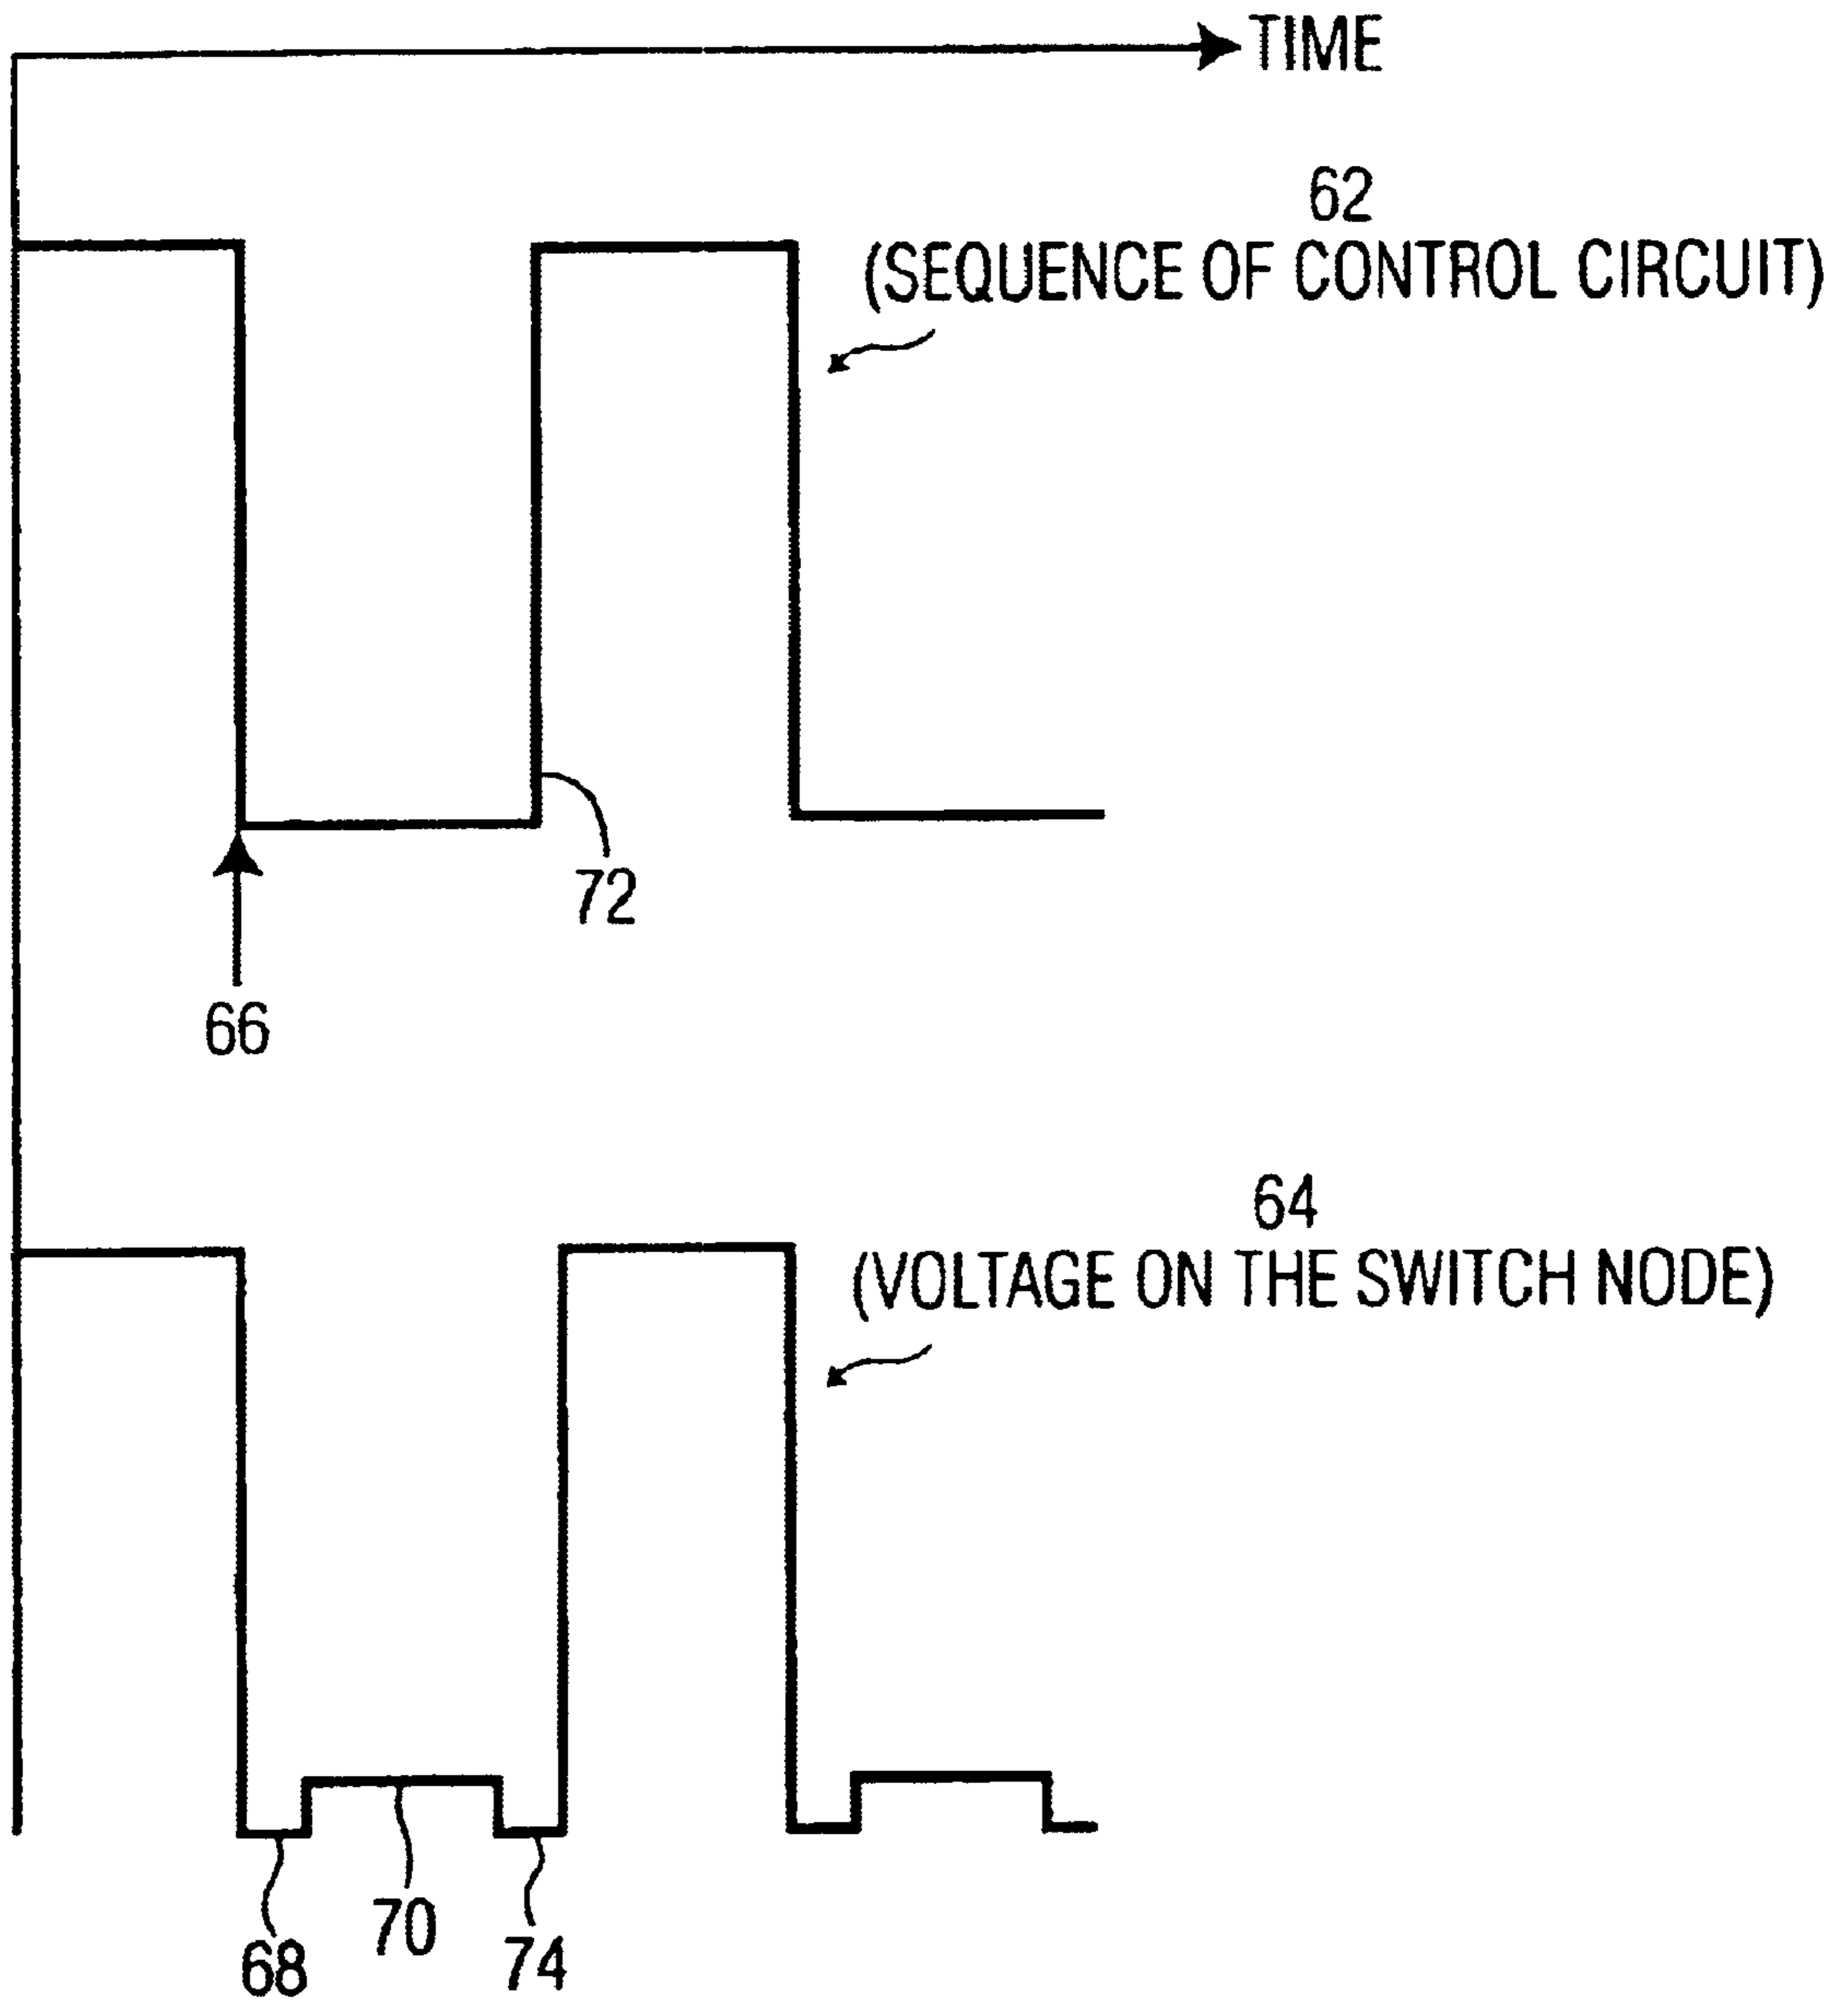 TIME
62
(SEQUENCE OF CONTROL CIRCUIT)
72
66
64
(VOLTAGE ON THE SWITCH NODE)
70
68
74